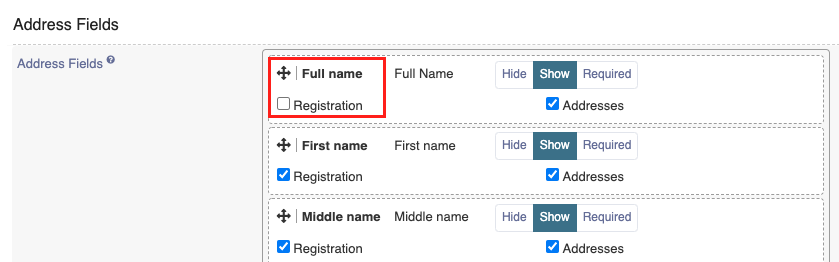 Address Fields
Address Fields ?
Full name Full Name Hide Show Required
Registration Addresses
First name First name Hide Show Required
Registration Addresses
Middle name Middle name Hide Show Required
Registration Addresses